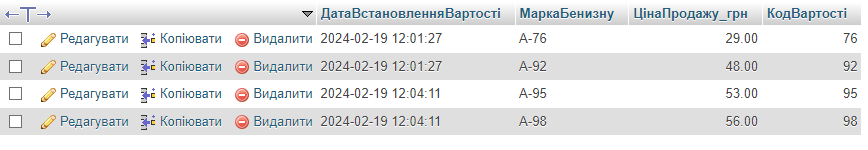 ДатаВстановленняВартості МаркаБенизну ЦінаПродажу_грн КодВартості
Редагувати Копіювати Видалити 2024-02-19 12:01:27 А-76 29.00 76
Редагувати Копіювати Видалити 2024-02-19 12:01:27 А-92 48.00 92
Редагувати Копіювати Видалити 2024-02-19 12:04:11 А-95 53.00 95
Редагувати Копіювати Видалити 2024-02-19 12:04:11 А-98 56.00 98